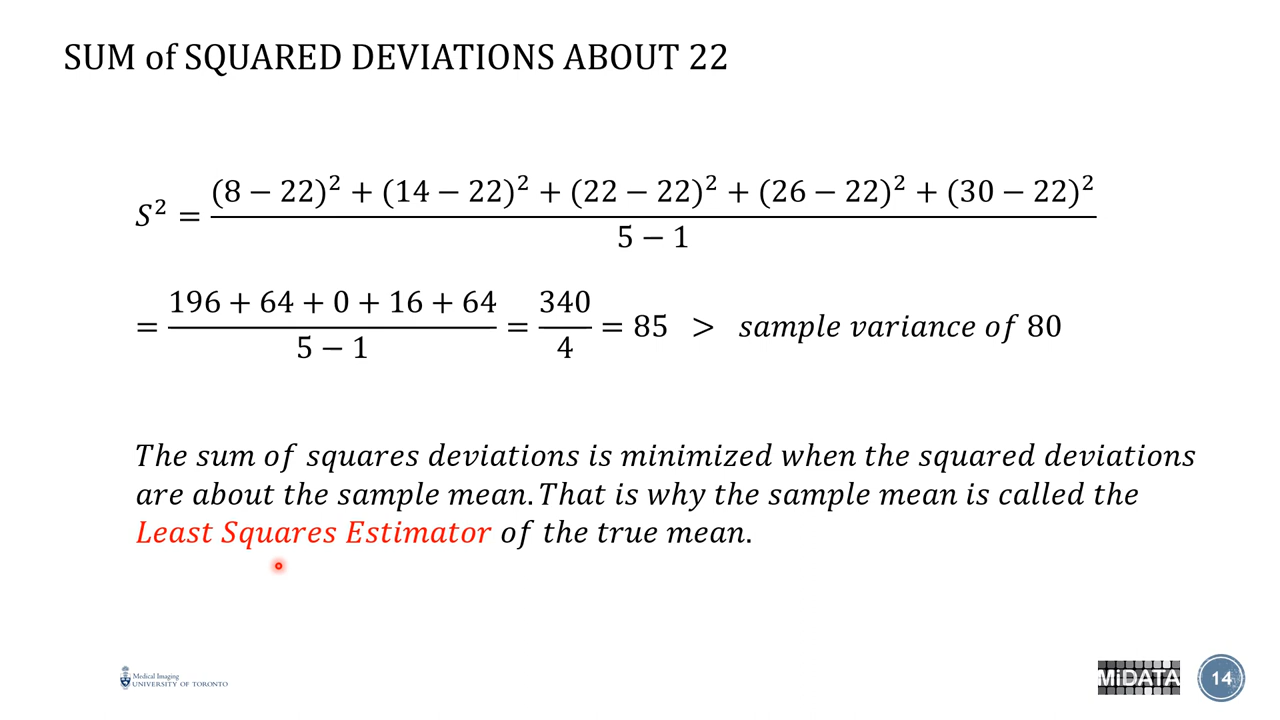 SUM of SQUARED DEVIATIONS ABOUT 22
S² = \frac{(8 − 22)² + (14 − 22)² + (22 − 22)² + (26 − 22)² + (30 − 22)²}{5 − 1}
= \frac{196 + 64 + 0 + 16 + 64}{5 − 1} = \frac{340}{4} = 85 > sample variance of 80
The sum of squares deviations is minimized when the squared deviations
are about the sample mean. That is why the sample mean is called the
Least Squares Estimator of the true mean.
Medical Imaging
UNIVERSITY OF TORONTO
MiDATA
14